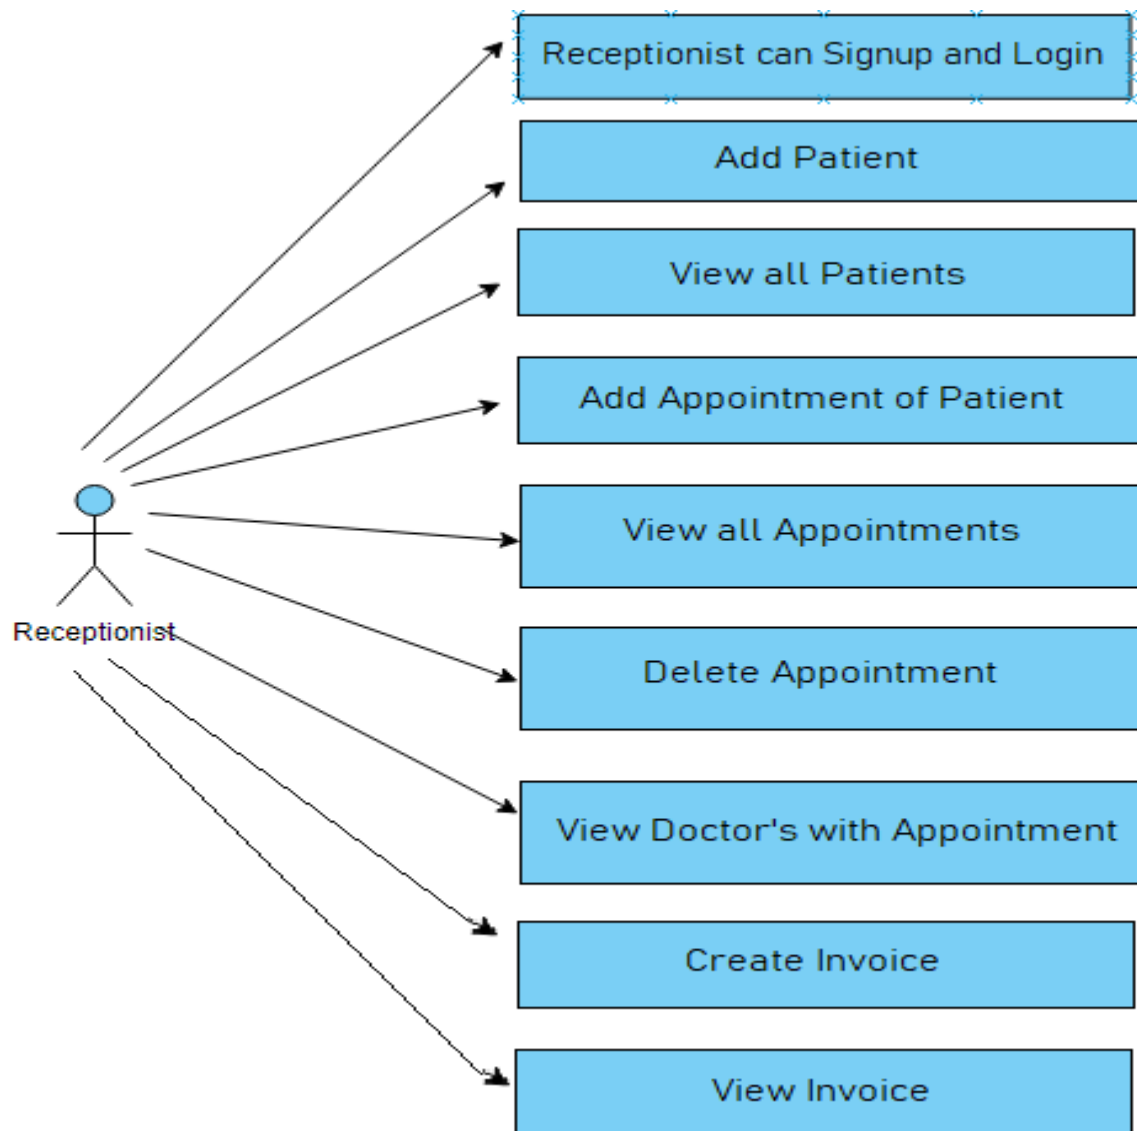 Receptionist can Signup and Login
Add Patient
View all Patients
Add Appointment of Patient
View all Appointments
Receptionist
Delete Appointment
View Doctor's with Appointment
Create Invoice
View Invoice